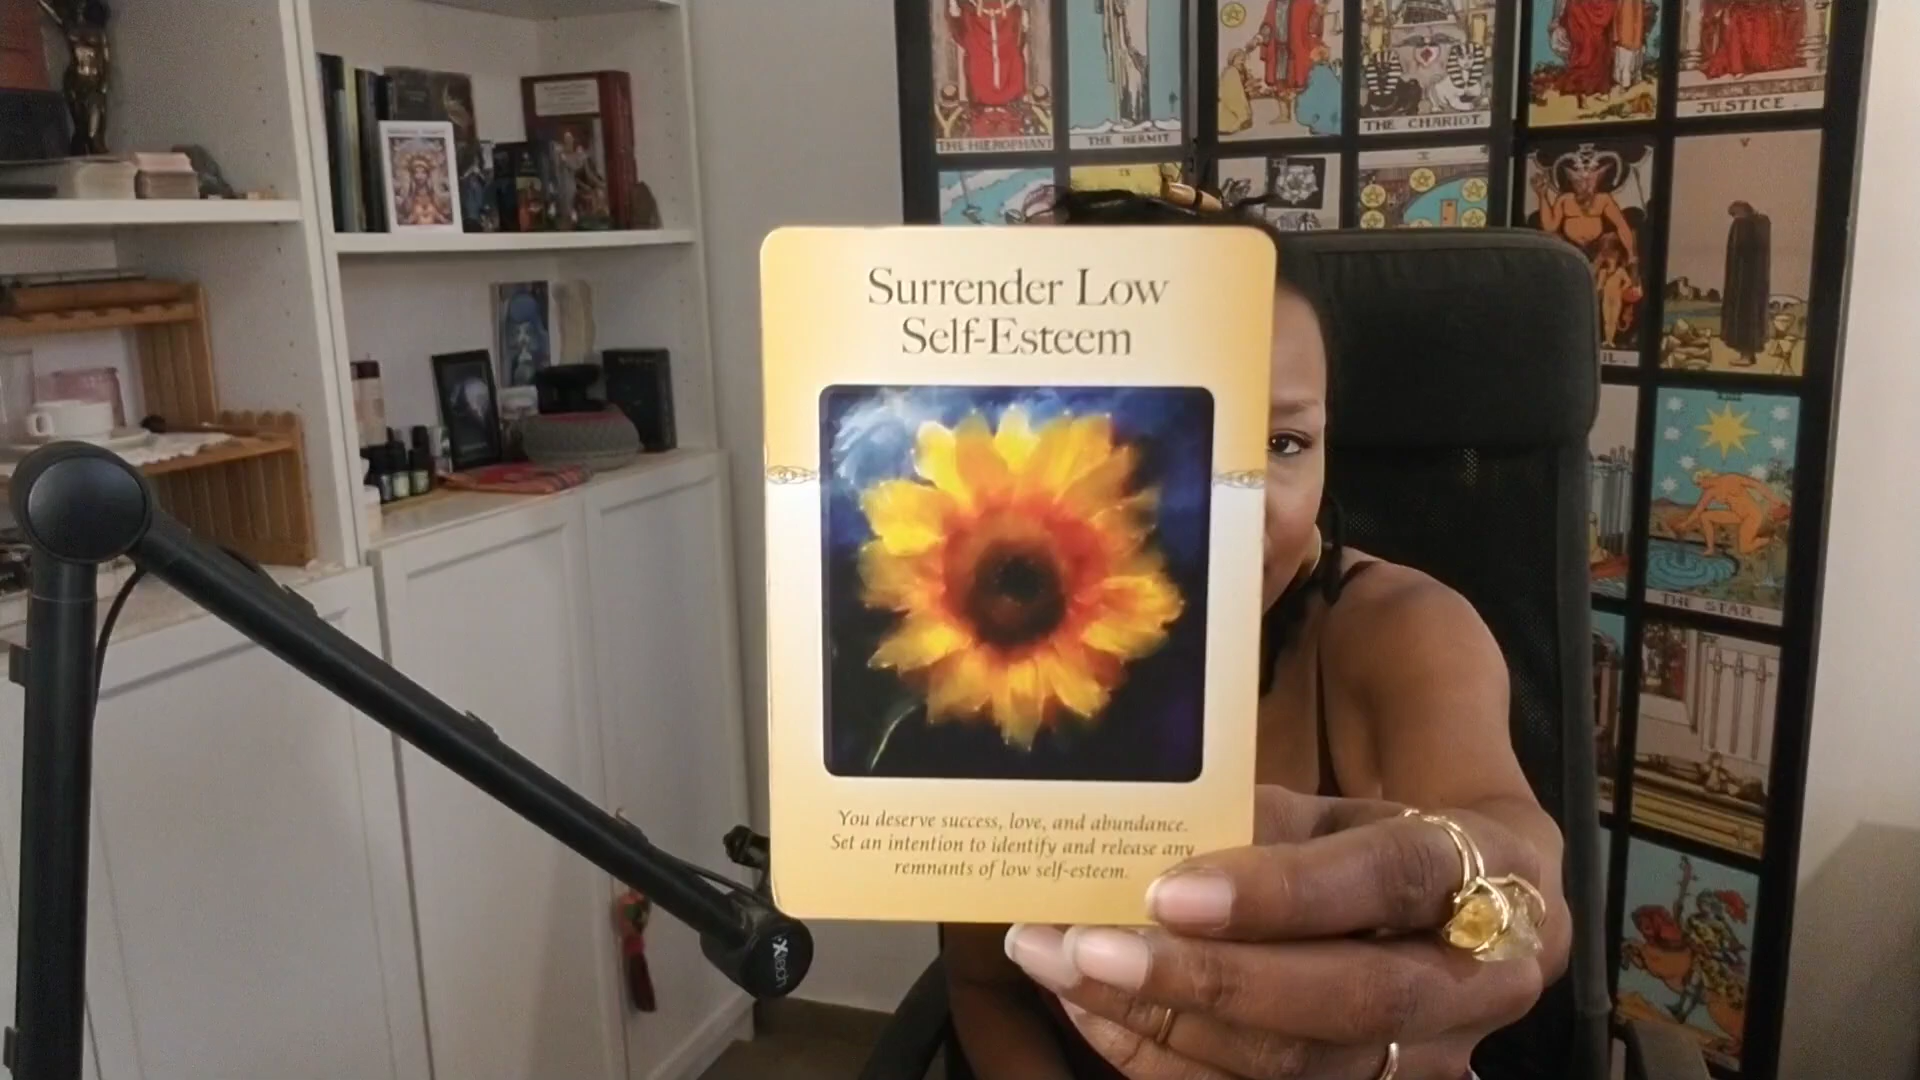 THE HIEROPHANT
THE HERMIT
THE CHARIOT.
JUSTICE.
IX
X
V
Surrender Low
Self-Esteem
THE STAR.
You deserve success, love, and abundance.
Set an intention to identify and release any
remnants of low self-esteem.